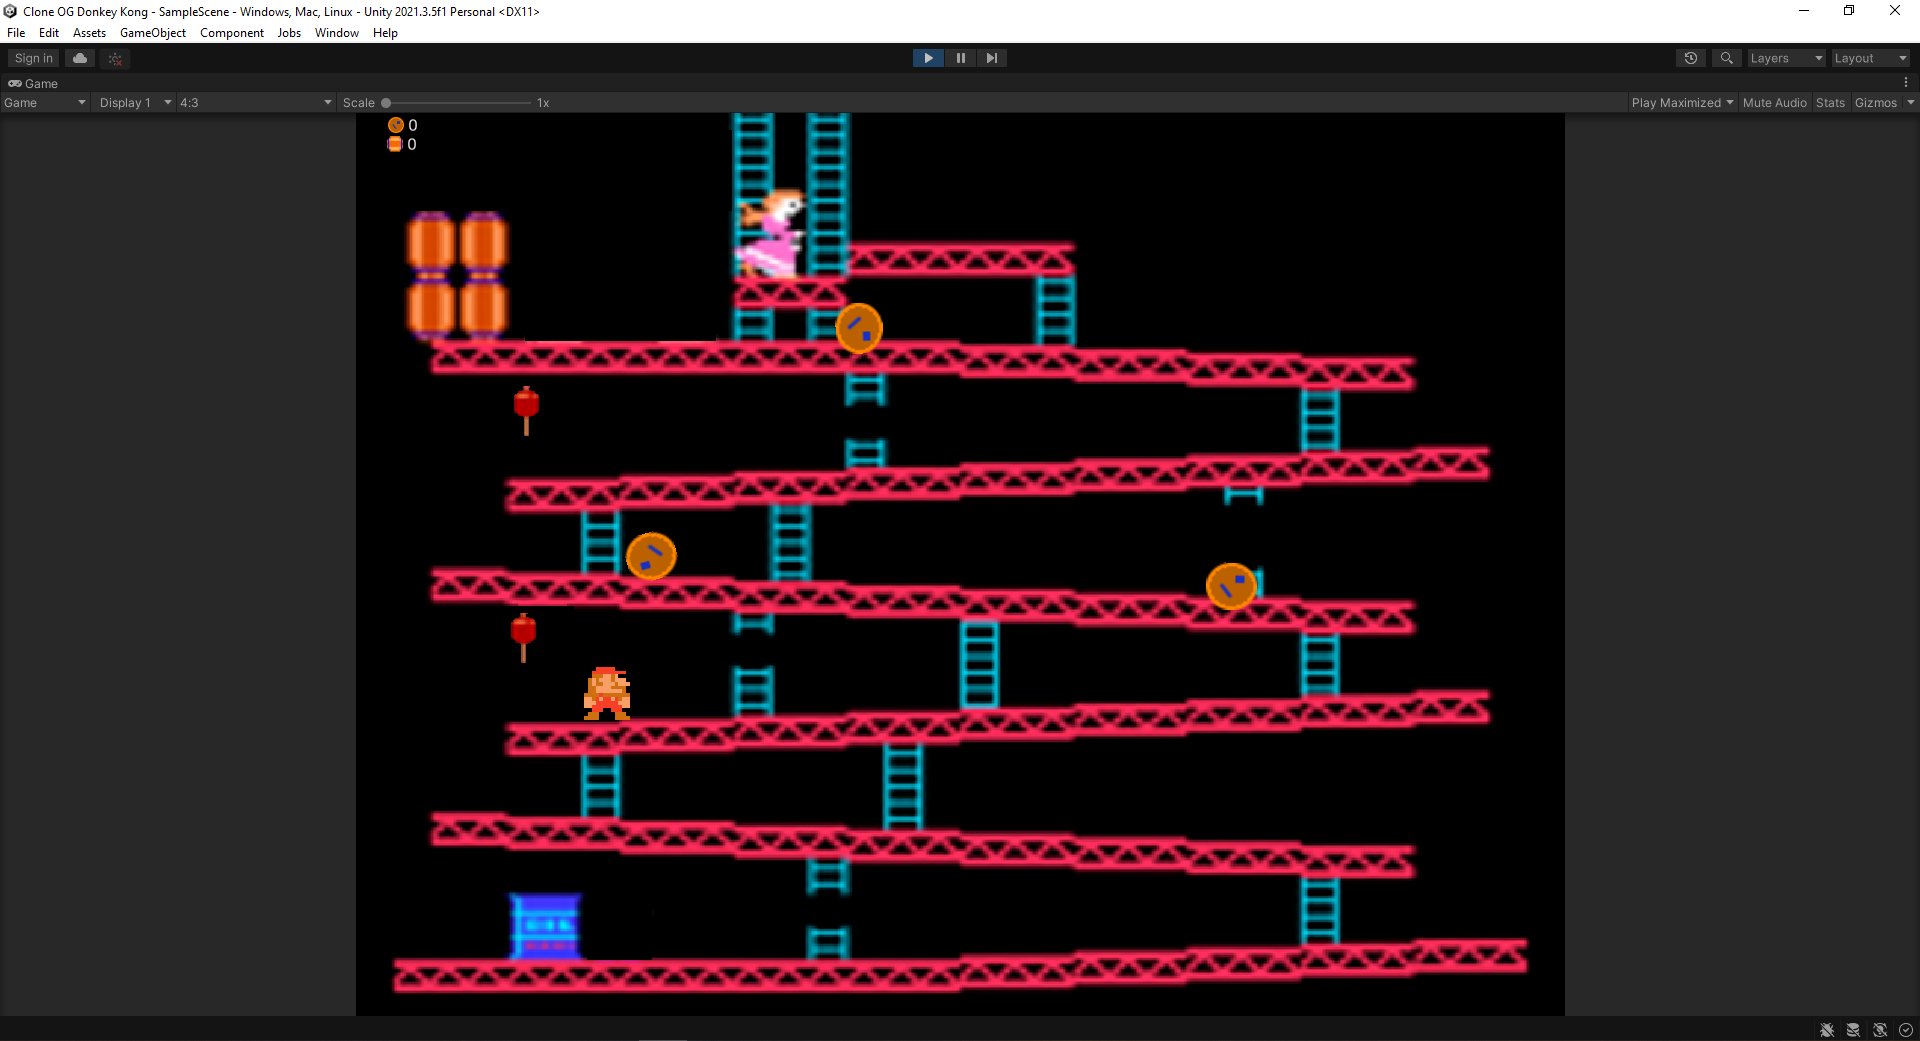 Clone OG Donkey Kong - SampleScene - Windows, Mac, Linux - Unity 2021.3.5f1 Personal <DX11>
File Edit Assets GameObject Component Jobs Window Help
Sign in Layers Layout
Game
Game Display 1 4:3 Scale 1x Play Maximized Mute Audio Stats Gizmos
0
0